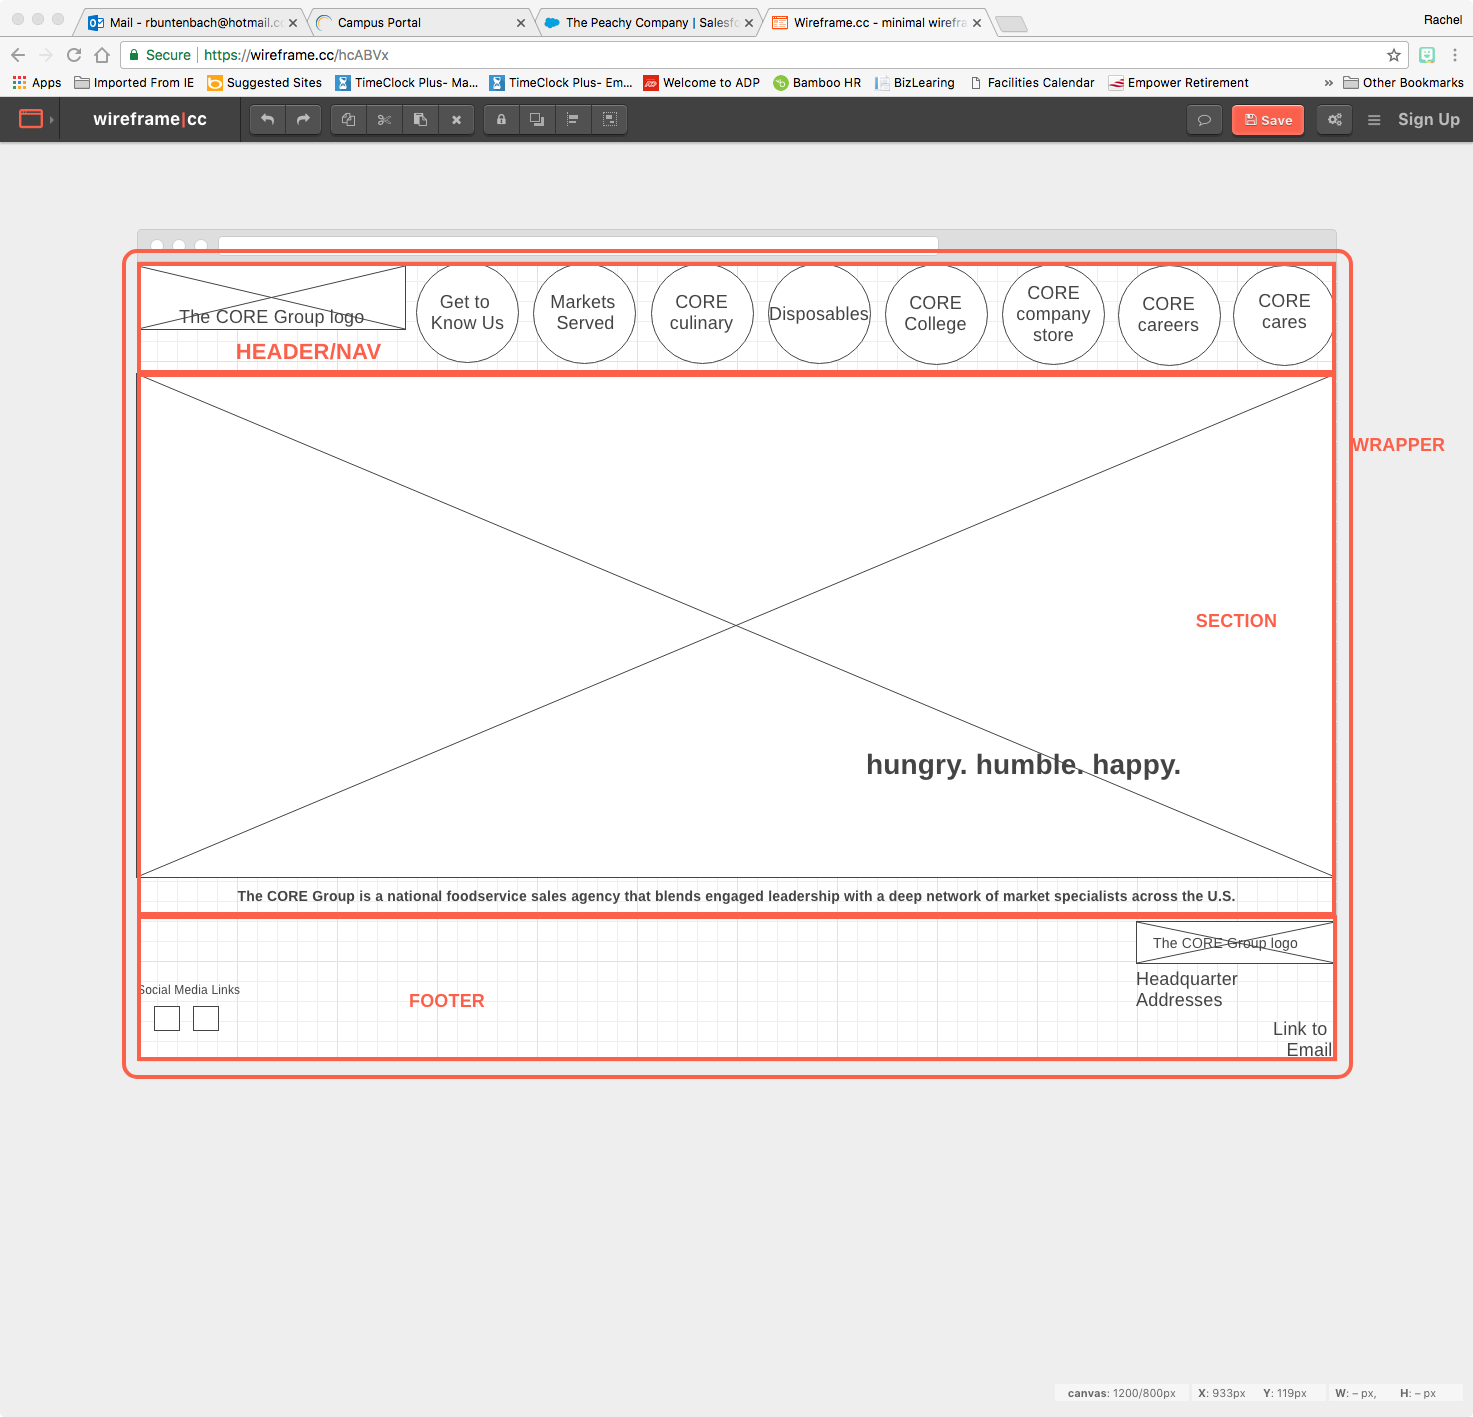 Mail - rbuntenbach@hotmail.c
Campus Portal
The Peachy Company | Salesfo
Wireframe.cc - minimal wirefra
Rachel
Secure
https://wireframe.cc/hcABVx
Apps
Imported From IE
Suggested Sites
TimeClock Plus- Ma...
TimeClock Plus- Em...
Welcome to ADP
Bamboo HR
BizLearing
Facilities Calendar
Empower Retirement
»
Other Bookmarks
wireframe|cc
Save
Sign Up
The CORE Group logo
HEADER/NAV
Get to
Know Us
Markets
Served
CORE
culinary
Disposables
CORE
College
CORE
company
store
CORE
careers
CORE
cares
WRAPPER
SECTION
hungry. humble. happy.
The CORE Group is a national foodservice sales agency that blends engaged leadership with a deep network of market specialists across the U.S.
The CORE Group logo
Headquarter
Addresses
Social Media Links
FOOTER
Link to
Email
canvas: 1200/800px
X: 933px
Y: 119px
W: – px,
H: – px